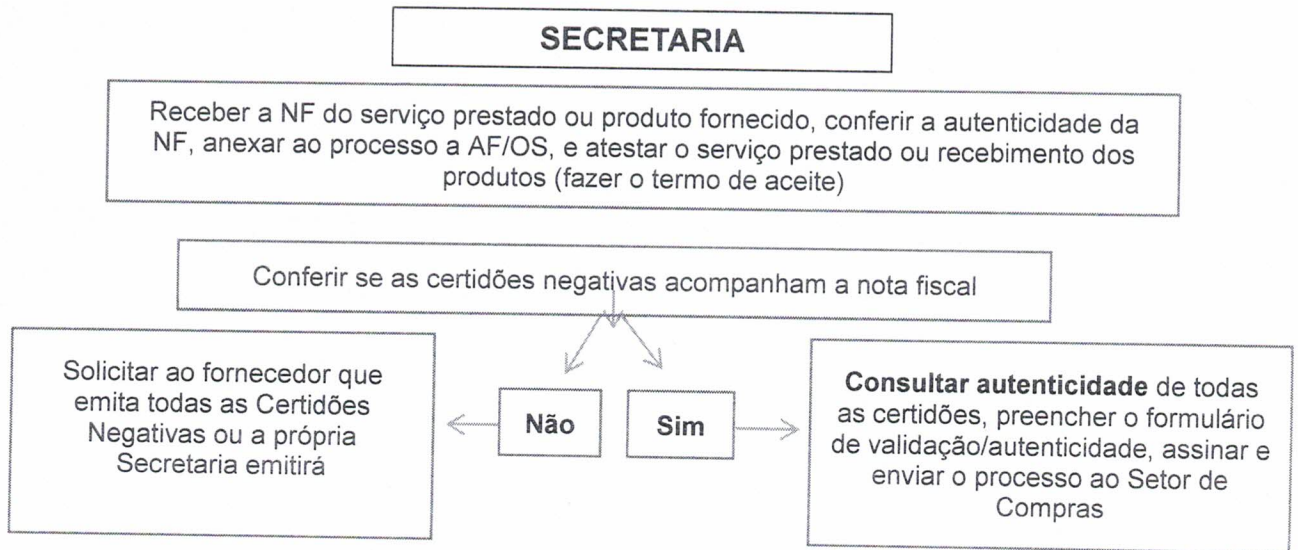 SECRETARIA
Receber a NF do serviço prestado ou produto fornecido, conferir a autenticidade da
NF, anexar ao processo a AF/OS, e atestar o serviço prestado ou recebimento dos
produtos (fazer o termo de aceite)
Conferir se as certidões negativas acompanham a nota fiscal
Solicitar ao fornecedor que
emita todas as Certidões
Negativas ou a própria
Secretaria emitirá
Não
Sim
Consultar autenticidade de todas
as certidões, preencher o formulário
de validação/autenticidade, assinar e
enviar o processo ao Setor de
Compras